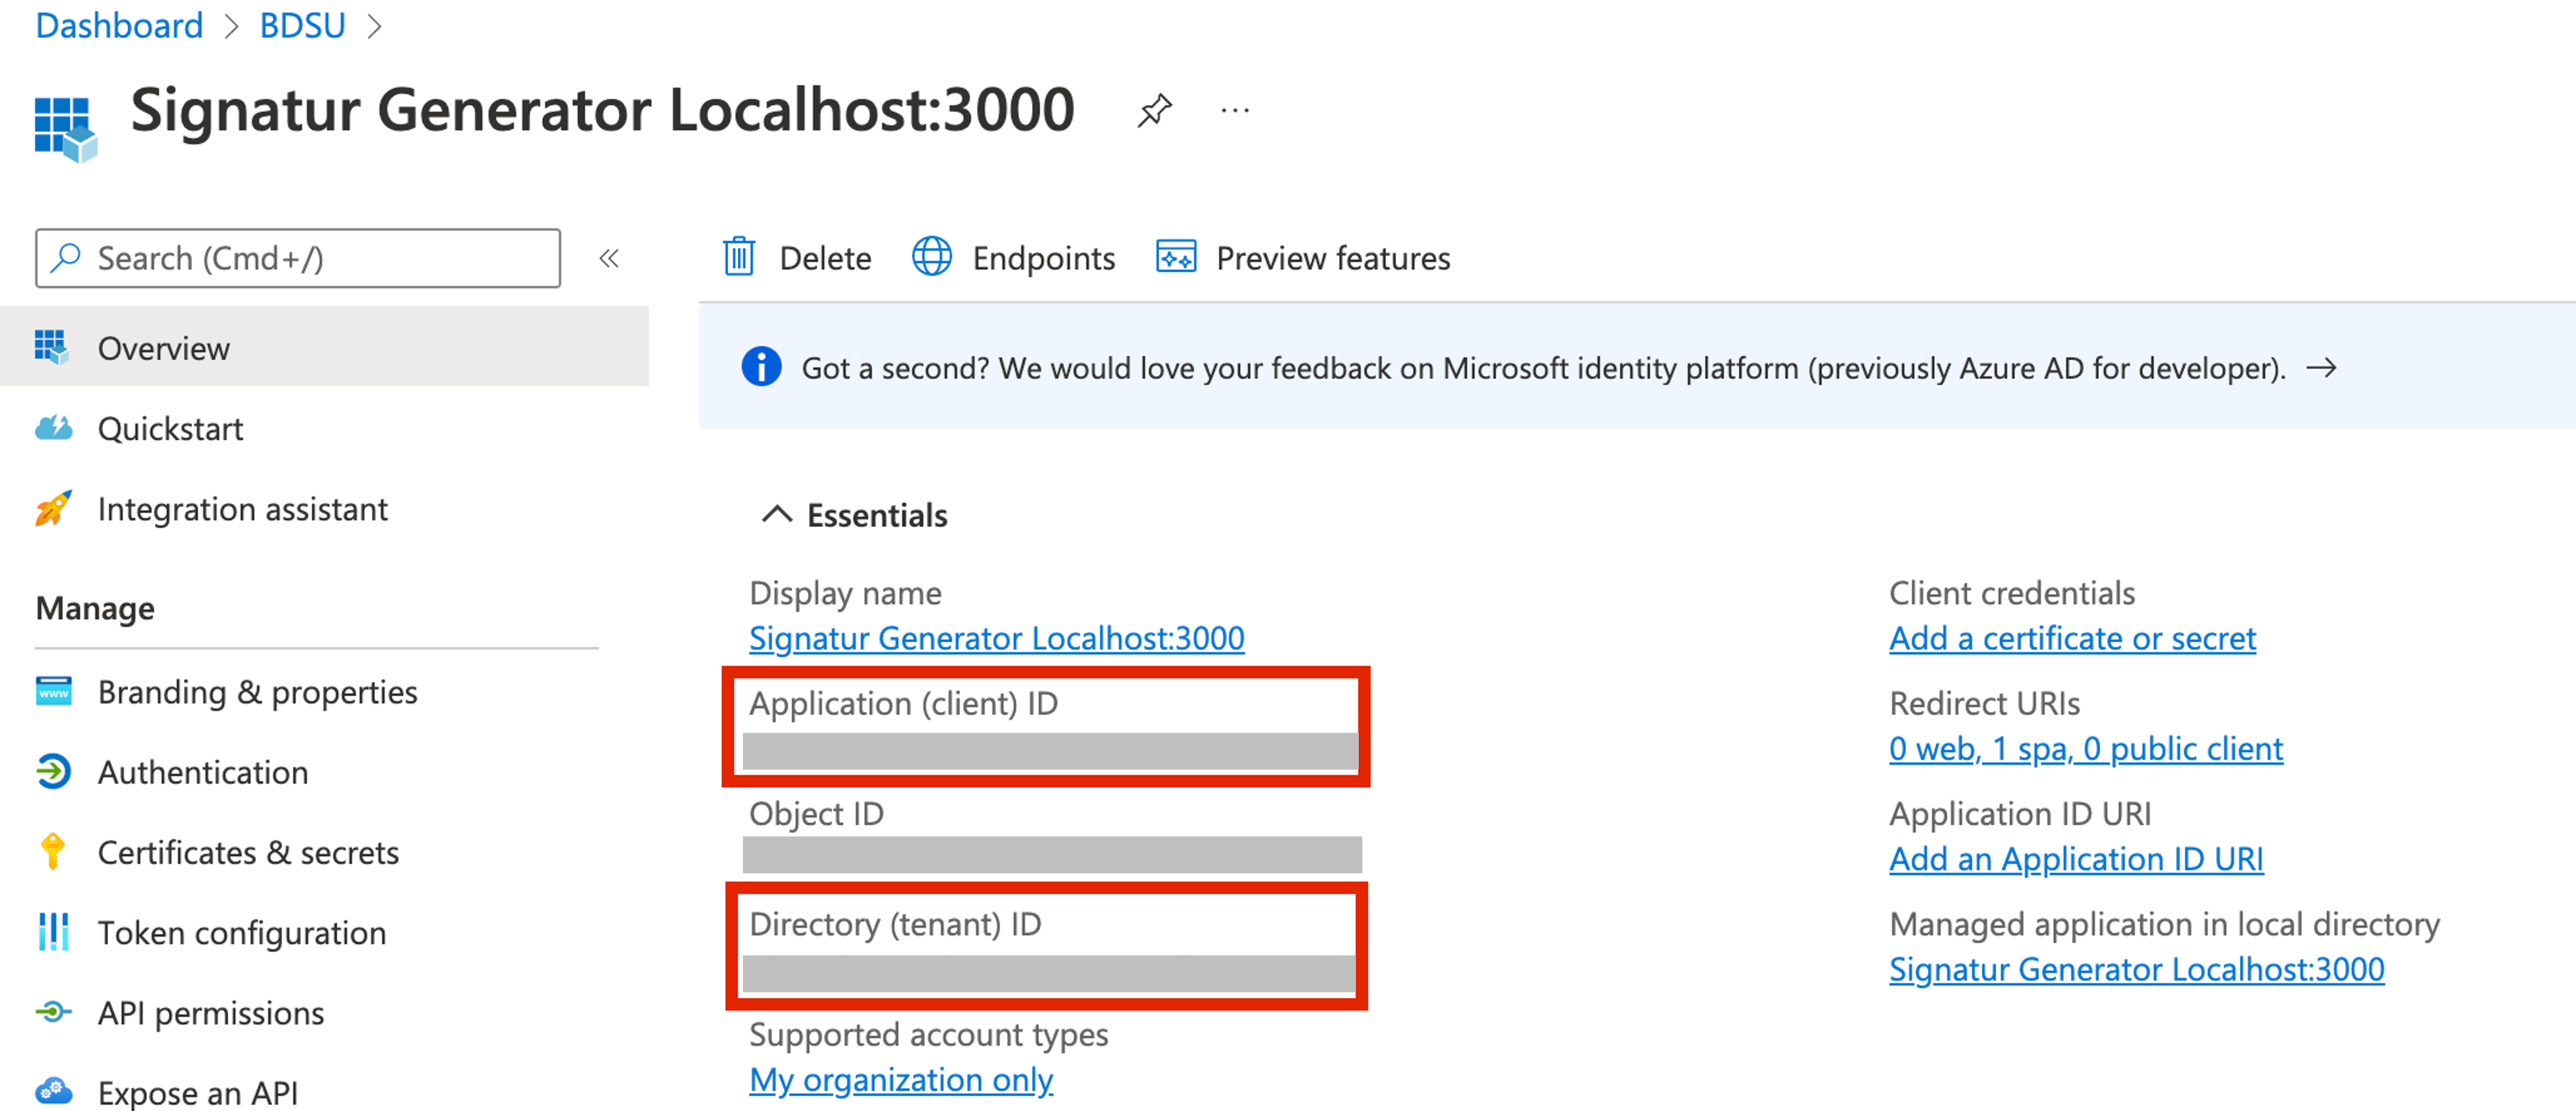 Dashboard > BDSU >
Signatur Generator Localhost:3000 ...
Search (Cmd+/) «
Overview
Quickstart
Integration assistant
Manage
www Branding & properties
Authentication
Certificates & secrets
Token configuration
API permissions
Expose an API
Delete Endpoints Preview features
Got a second? We would love your feedback on Microsoft identity platform (previously Azure AD for developer). →
Essentials
Display name
Signatur Generator Localhost:3000
Application (client) ID
Object ID
Directory (tenant) ID
Supported account types
My organization only
Client credentials
Add a certificate or secret
Redirect URIs
0 web, 1 spa, 0 public client
Application ID URI
Add an Application ID URI
Managed application in local directory
Signatur Generator Localhost:3000